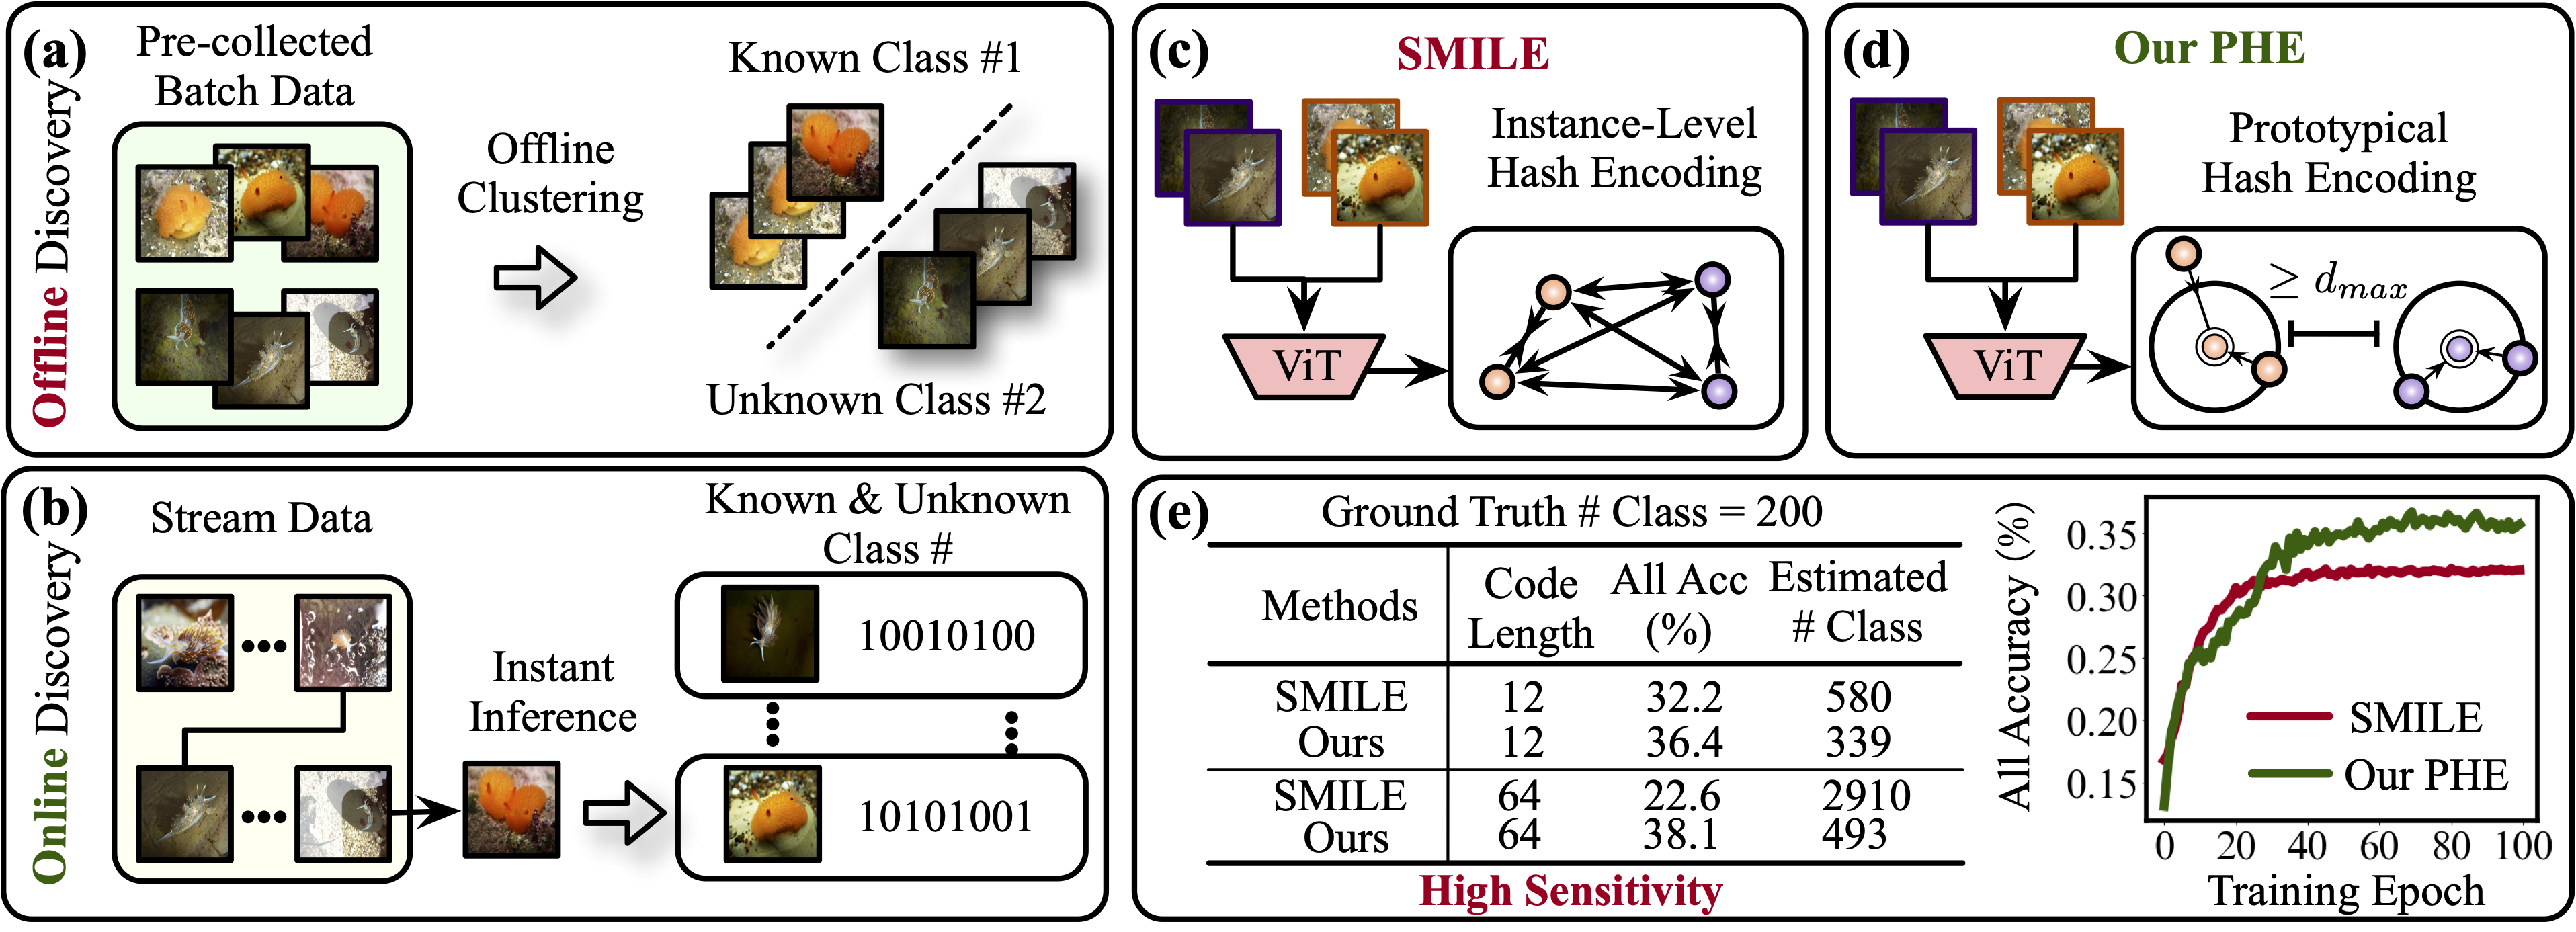 (a)
Offline Discovery
Pre-collected
Batch Data
Offline
Clustering
Known Class #1
Unknown Class #2
(b)
Online Discovery
Stream Data
Instant
Inference
Known & Unknown
Class #
10010100
10101001
(c)
SMILE
Instance-Level
Hash Encoding
ViT
(d)
Our PHE
Prototypical
Hash Encoding
ViT
≥ dmax
(e)
Ground Truth # Class = 200
Methods Code Length All Acc (%) Estimated # Class
SMILE 12 32.2 580
Ours 12 36.4 339
SMILE 64 22.6 2910
Ours 64 38.1 493
High Sensitivity
All Accuracy (%)
0.35
0.30
0.25
0.20
0.15
SMILE
Our PHE
0 20 40 60 80 100
Training Epoch